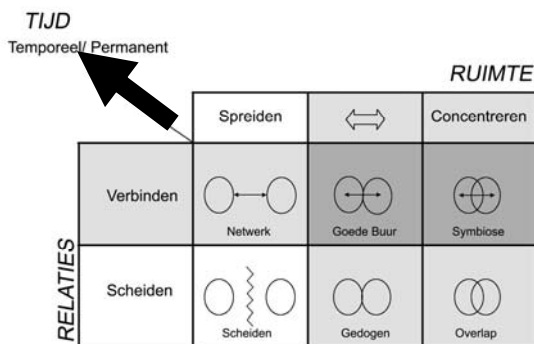 TIJD
Temporeel/ Permanent
RUIMTE
Spreiden
Concentreren
RELATIES
Verbinden
Netwerk
Goede Buur
Symbiose
Scheiden
Scheiden
Gedogen
Overlap